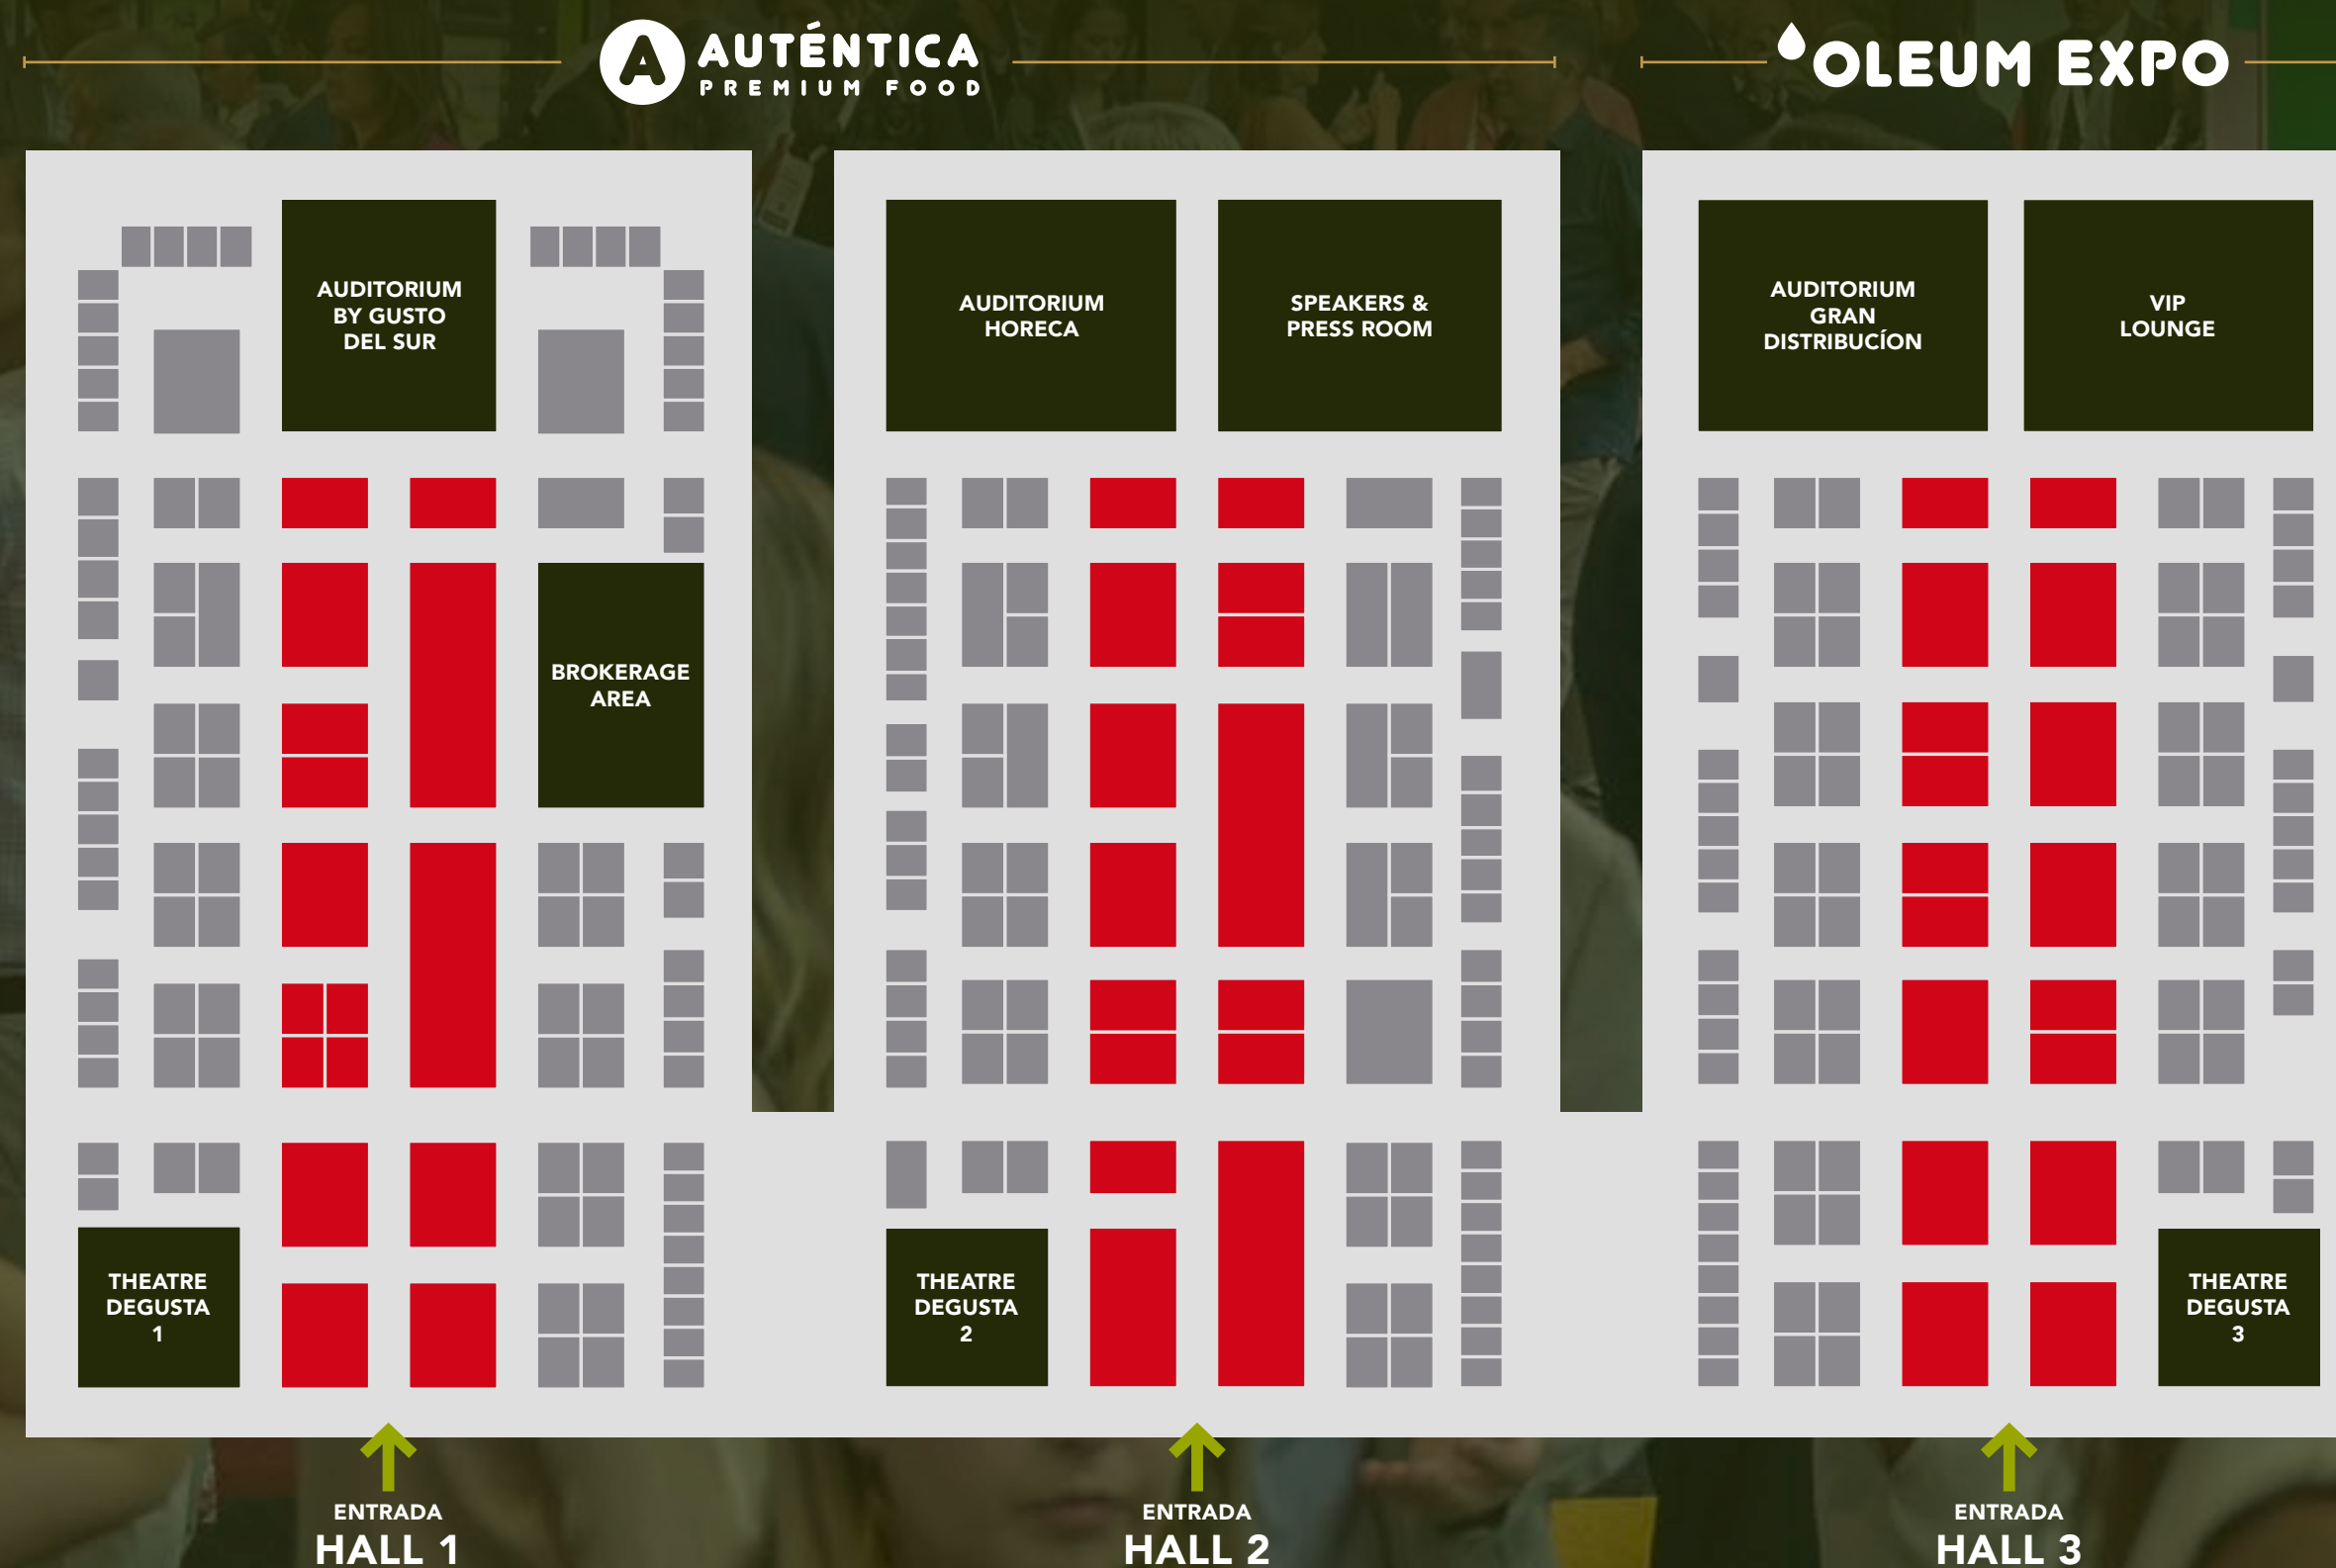 A AUTÉNTICA
PREMIUM FOOD
OLEUM EXPO
AUDITORIUM
BY GUSTO
DEL SUR
BROKERAGE
AREA
THEATRE
DEGUSTA
1
AUDITORIUM
HORECA
SPEAKERS &
PRESS ROOM
THEATRE
DEGUSTA
2
AUDITORIUM
GRAN
DISTRIBUCÍON
VIP
LOUNGE
THEATRE
DEGUSTA
3
ENTRADA
HALL 1
ENTRADA
HALL 2
ENTRADA
HALL 3